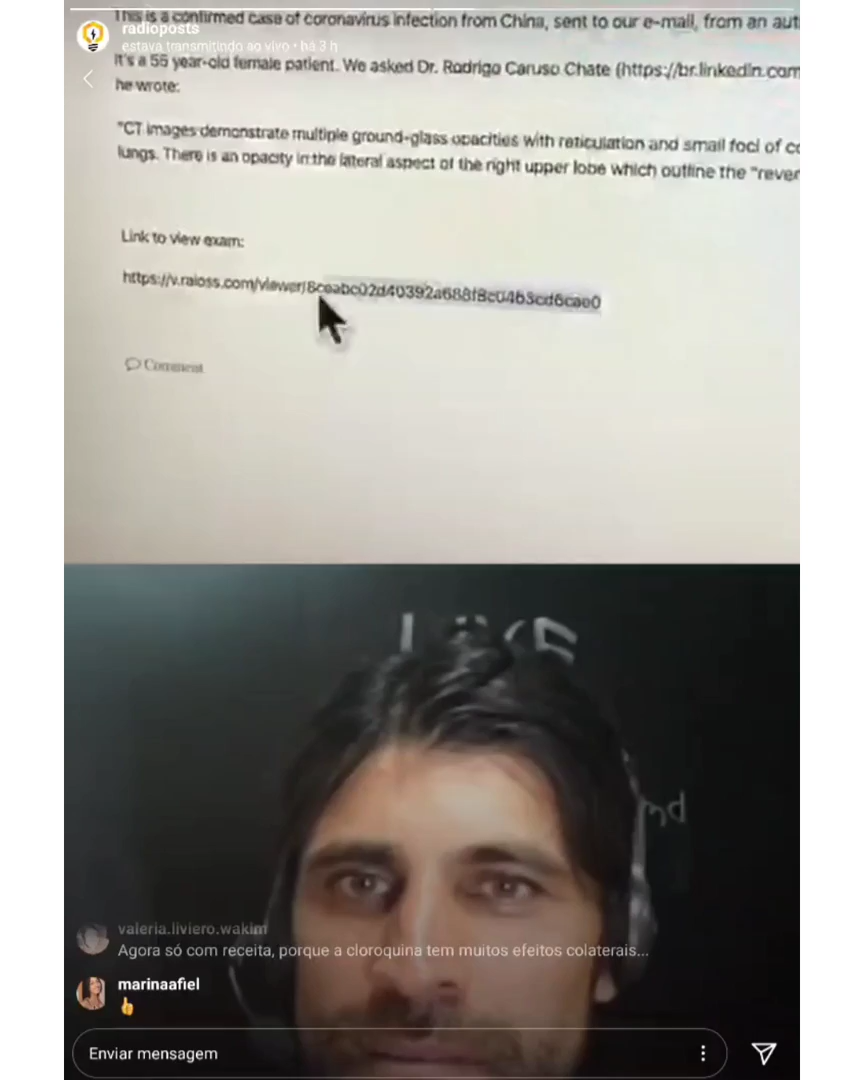 This is a confirmed case of coronavirus infection from China, sent to our e-mail, from an aut
radioposts
estava transmitindo ao vivo • há 3 h
It's a 55 year-old female patient. We asked Dr. Rodrigo Caruso Chate (https://br.linkedin.com
he wrote:
"CT images demonstrate multiple ground-glass opacities with reticulation and small foci of co
lungs. There is an opacity in the lateral aspect of the right upper lobe which outline the "rever
Link to view exam:
https://v.raioss.com/viewer/
Comment
LIKE
md
valeria.liviero.wakim
Agora só com receita, porque a cloroquina tem muitos efeitos colaterais...
marinaafiel
Enviar mensagem